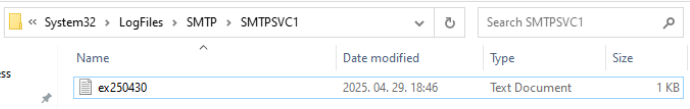 « System32 > LogFiles > SMTP > SMTPSVC1
Search SMTPSVC1
Name Date modified Type Size
ess
ex250430 2025. 04. 29. 18:46 Text Document 1 KB